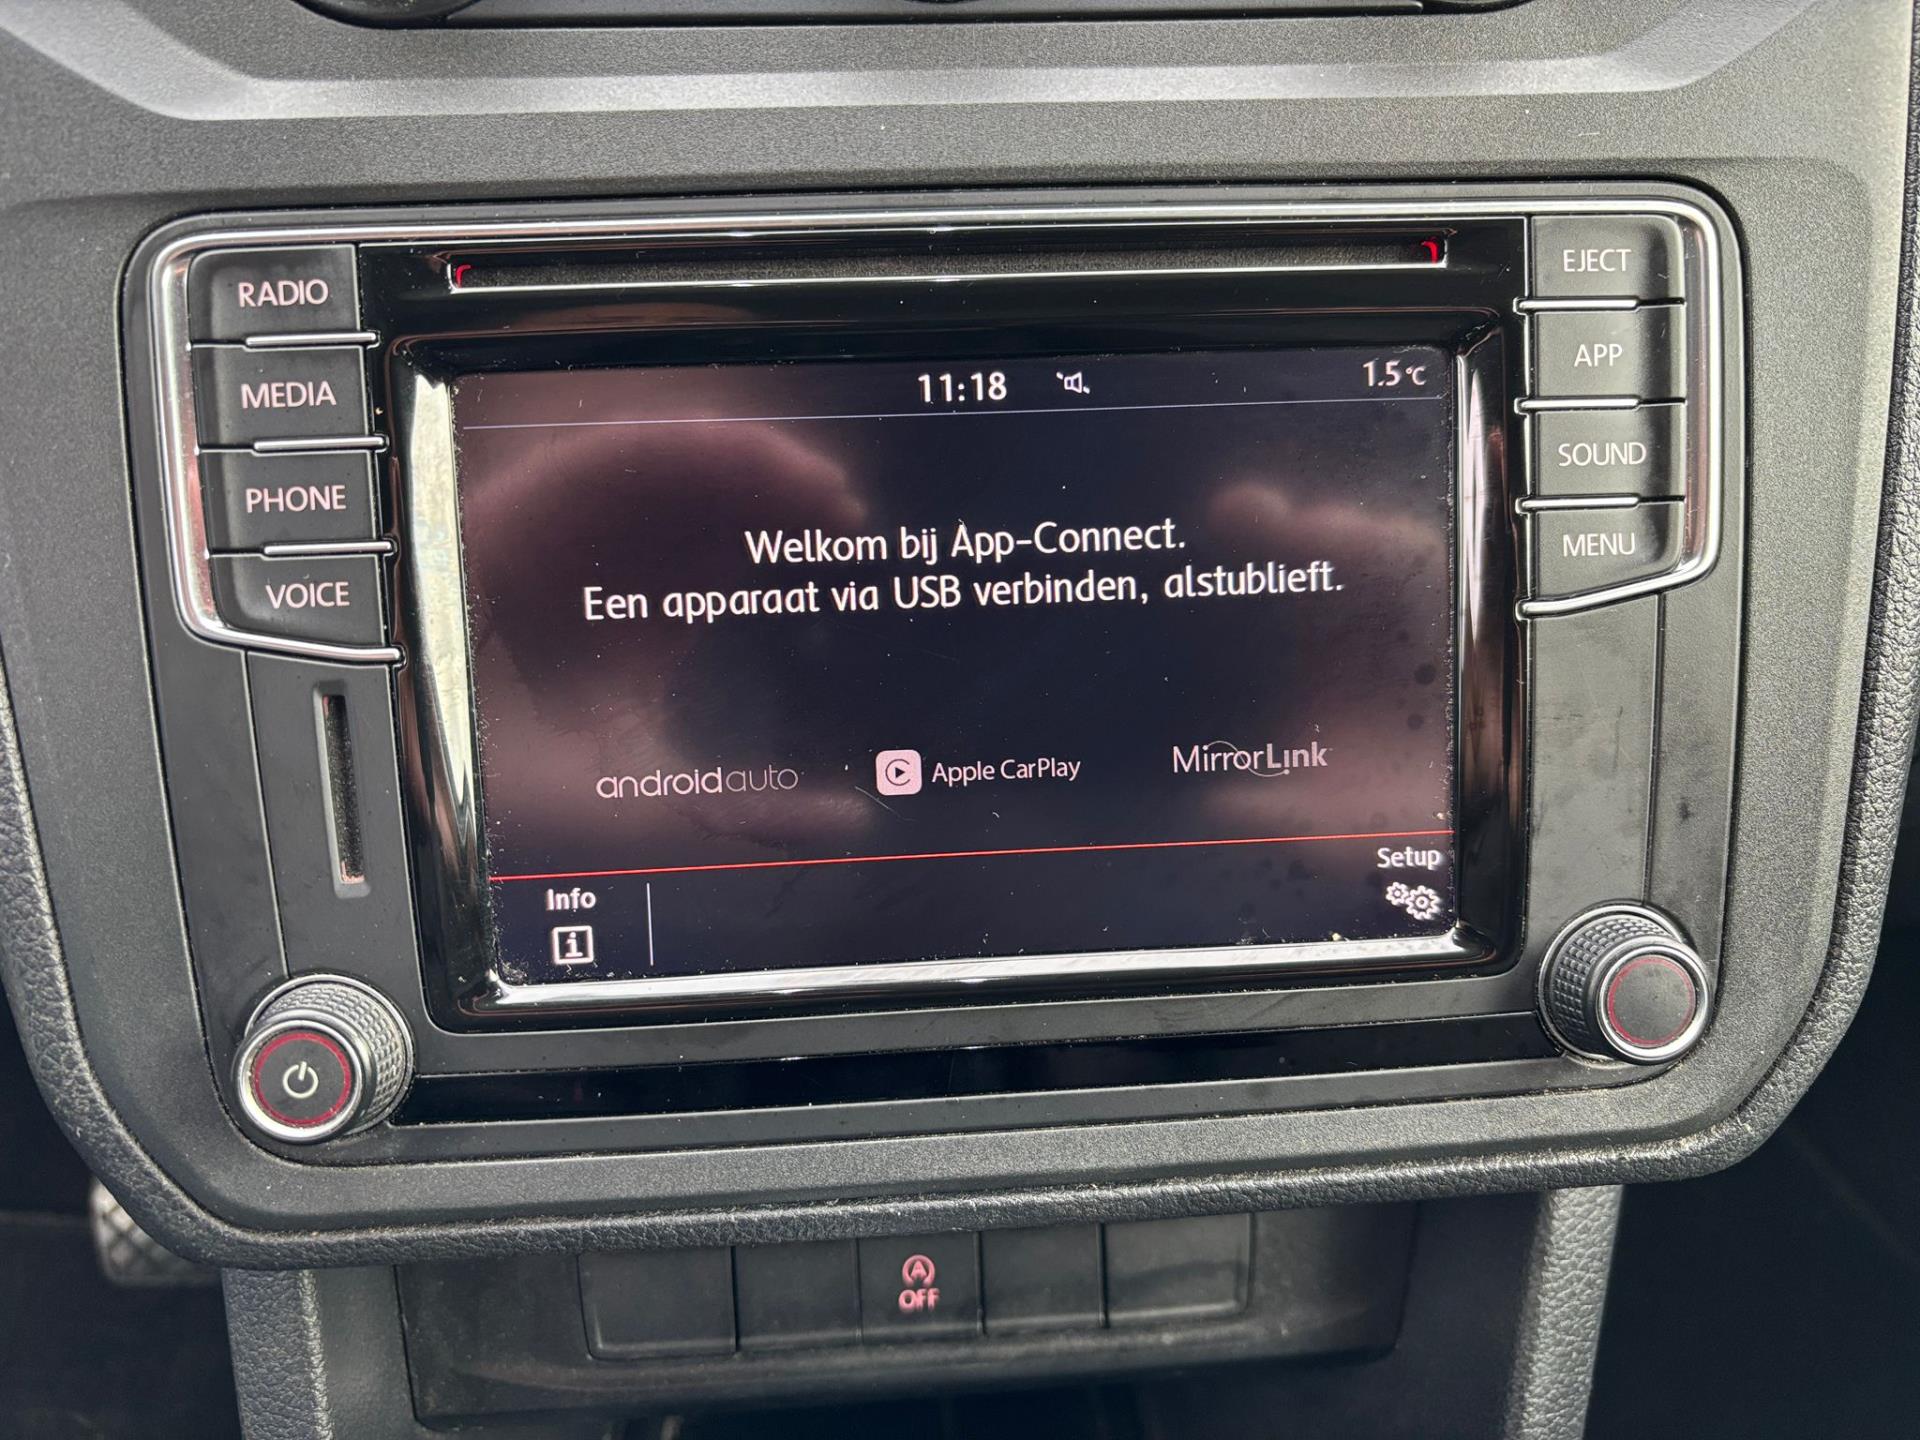 RADIO
MEDIA
PHONE
VOICE
EJECT
APP
SOUND
MENU
11:18
1.5°C
Welkom bij App-Connect.
Een apparaat via USB verbinden, alstublieft.
androidauto
Apple CarPlay
MirrorLink
Info
i
Setup
A
OFF